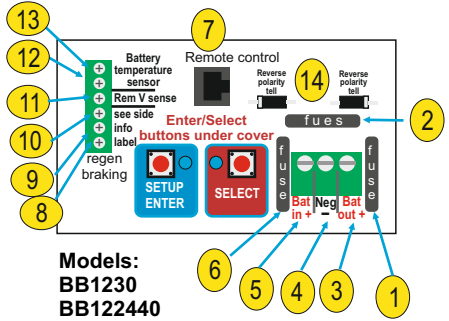 13
12
11
10
9
8
7
14
2
6
5
4
3
1
Battery
temperature
sensor
Rem V sense
see side
info
label
regen
braking
Remote control
Reverse
polarity
tell
Reverse
polarity
tell
fues
Enter/Select
buttons under cover
SETUP
ENTER
SELECT
fuse
Bat
in +
Neg
–
Bat
out +
fuse
Models:
BB1230
BB122440